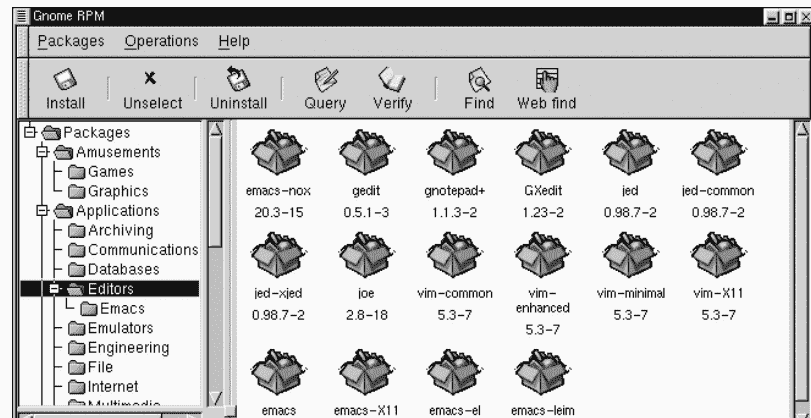 Gnome RPM
Packages Operations Help
Install Unselect Uninstall Query Verify Find Web find
Packages
Amusements
Games
Graphics
Applications
Archiving
Communications
Databases
Editors
Emacs
Emulators
Engineering
File
Internet
Multimedia
emacs-nox gedit gnotepad+ GXedit jed jed-common
20.3-15 0.5.1-3 1.1.3-2 1.23-2 0.98.7-2 0.98.7-2
jed-xjed joe vim-common vim-enhanced vim-minimal vim-X11
0.98.7-2 2.8-18 5.3-7 5.3-7 5.3-7 5.3-7
emacs emacs-X11 emacs-el emacs-leim